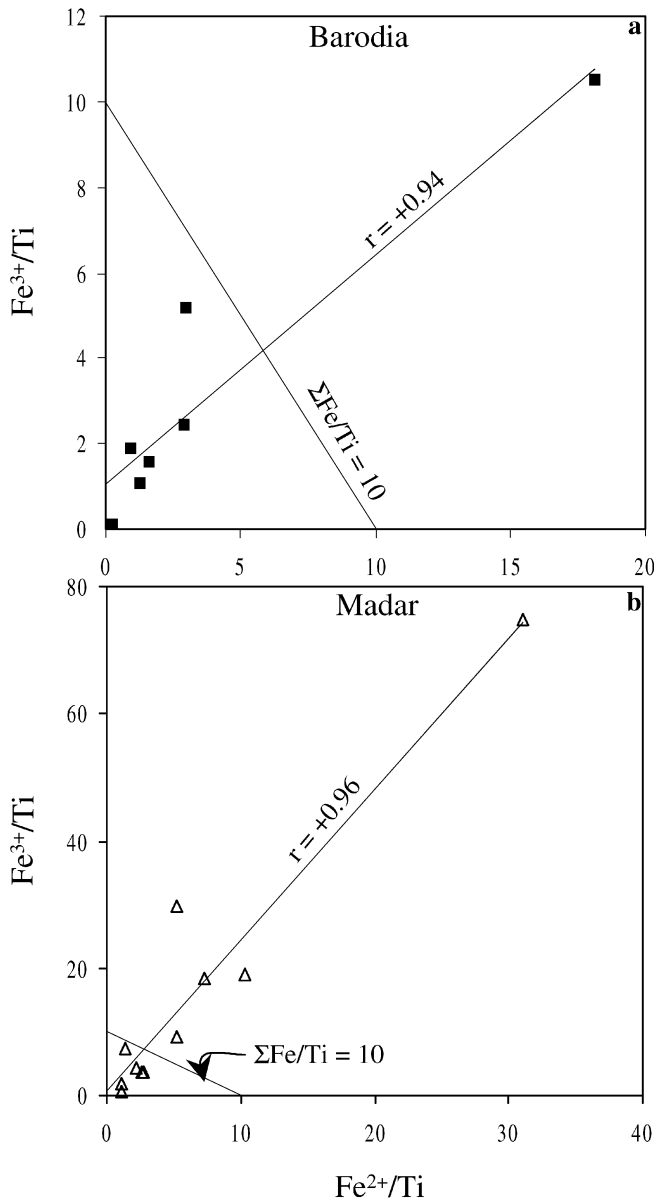 12
Barodia
a
10
8
6
4
2
0
Fe³⁺/Ti
r = +0.94
ΣFe/Ti = 10
0 5 10 15 20
80
Madar
b
60
40
20
0
Fe³⁺/Ti
r = +0.96
ΣFe/Ti = 10
0 10 20 30 40
Fe²⁺/Ti